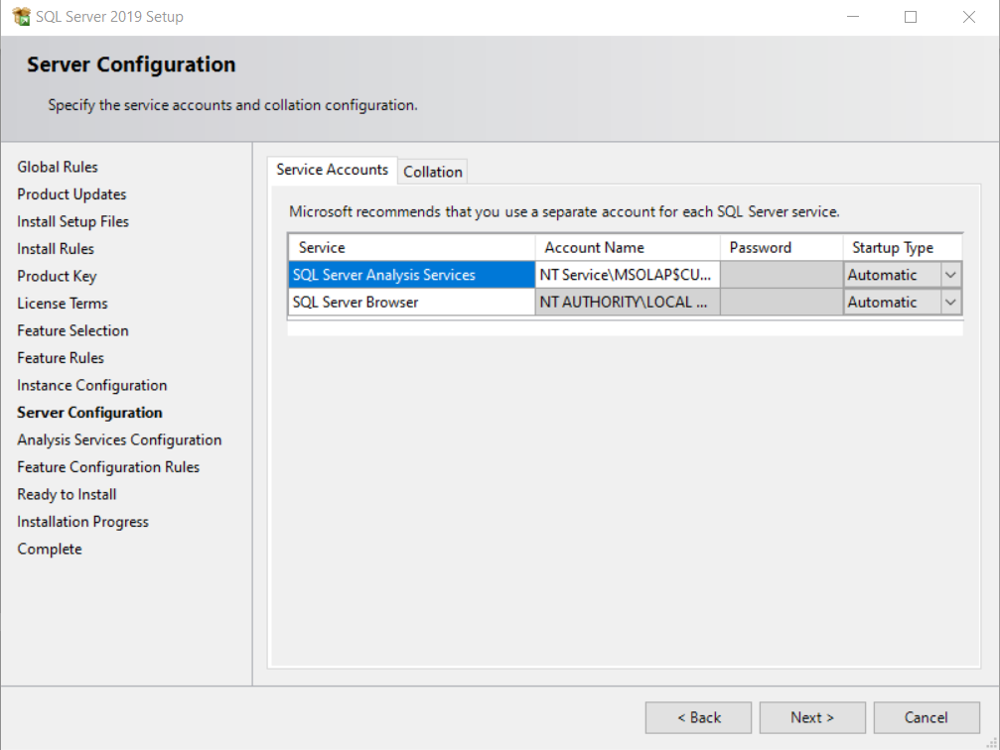 SQL Server 2019 Setup
Server Configuration
Specify the service accounts and collation configuration.
Global Rules
Product Updates
Install Setup Files
Install Rules
Product Key
License Terms
Feature Selection
Feature Rules
Instance Configuration
Server Configuration
Analysis Services Configuration
Feature Configuration Rules
Ready to Install
Installation Progress
Complete
Service Accounts Collation
Microsoft recommends that you use a separate account for each SQL Server service.
Service Account Name Password Startup Type
SQL Server Analysis Services NT Service\MSOLAP$CU... Automatic
SQL Server Browser NT AUTHORITY\LOCAL ... Automatic
< Back Next > Cancel